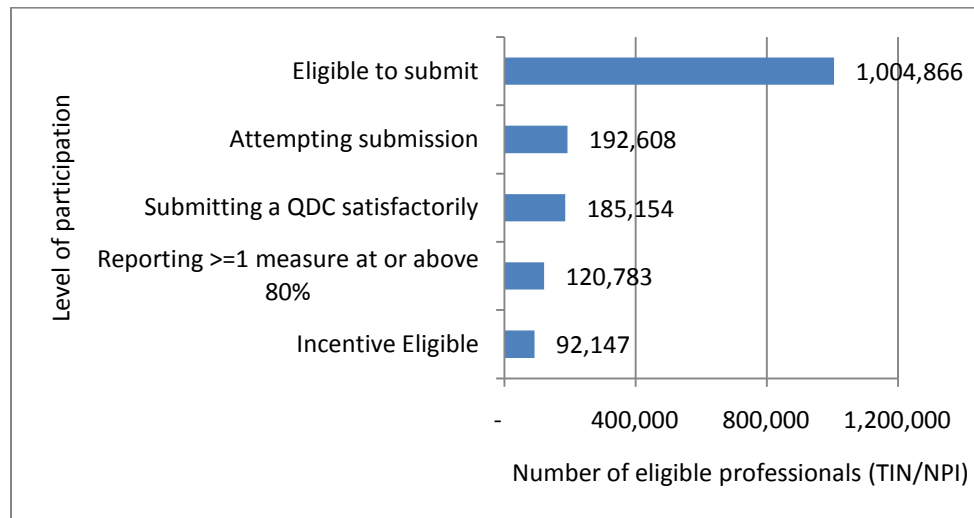 Level of participation
Eligible to submit
1,004,866
Attempting submission
192,608
Submitting a QDC satisfactorily
185,154
Reporting >=1 measure at or above
80%
120,783
Incentive Eligible
92,147
- 400,000 800,000 1,200,000
Number of eligible professionals (TIN/NPI)